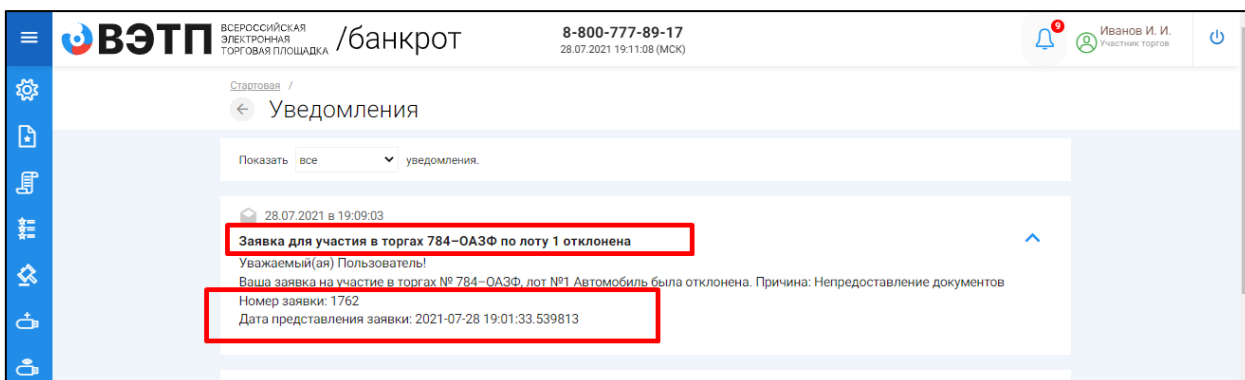 ВЭТП ВСЕРОССИЙСКАЯ
ЭЛЕКТРОННАЯ
ТОРГОВАЯ ПЛОЩАДКА
/банкрот
8-800-777-89-17
28.07.2021 19:11:08 (МСК)
9
Иванов И. И.
Участник торгов
Стартовая /
Уведомления
Показать все уведомления.
28.07.2021 в 19:09:03
Заявка для участия в торгах 784–ОАЗФ по лоту 1 отклонена
Уважаемый(ая) Пользователь!
Ваша заявка на участие в торгах № 784–ОАЗФ, лот №1 Автомобиль была отклонена. Причина: Непредоставление документов
Номер заявки: 1762
Дата представления заявки: 2021-07-28 19:01:33.539813